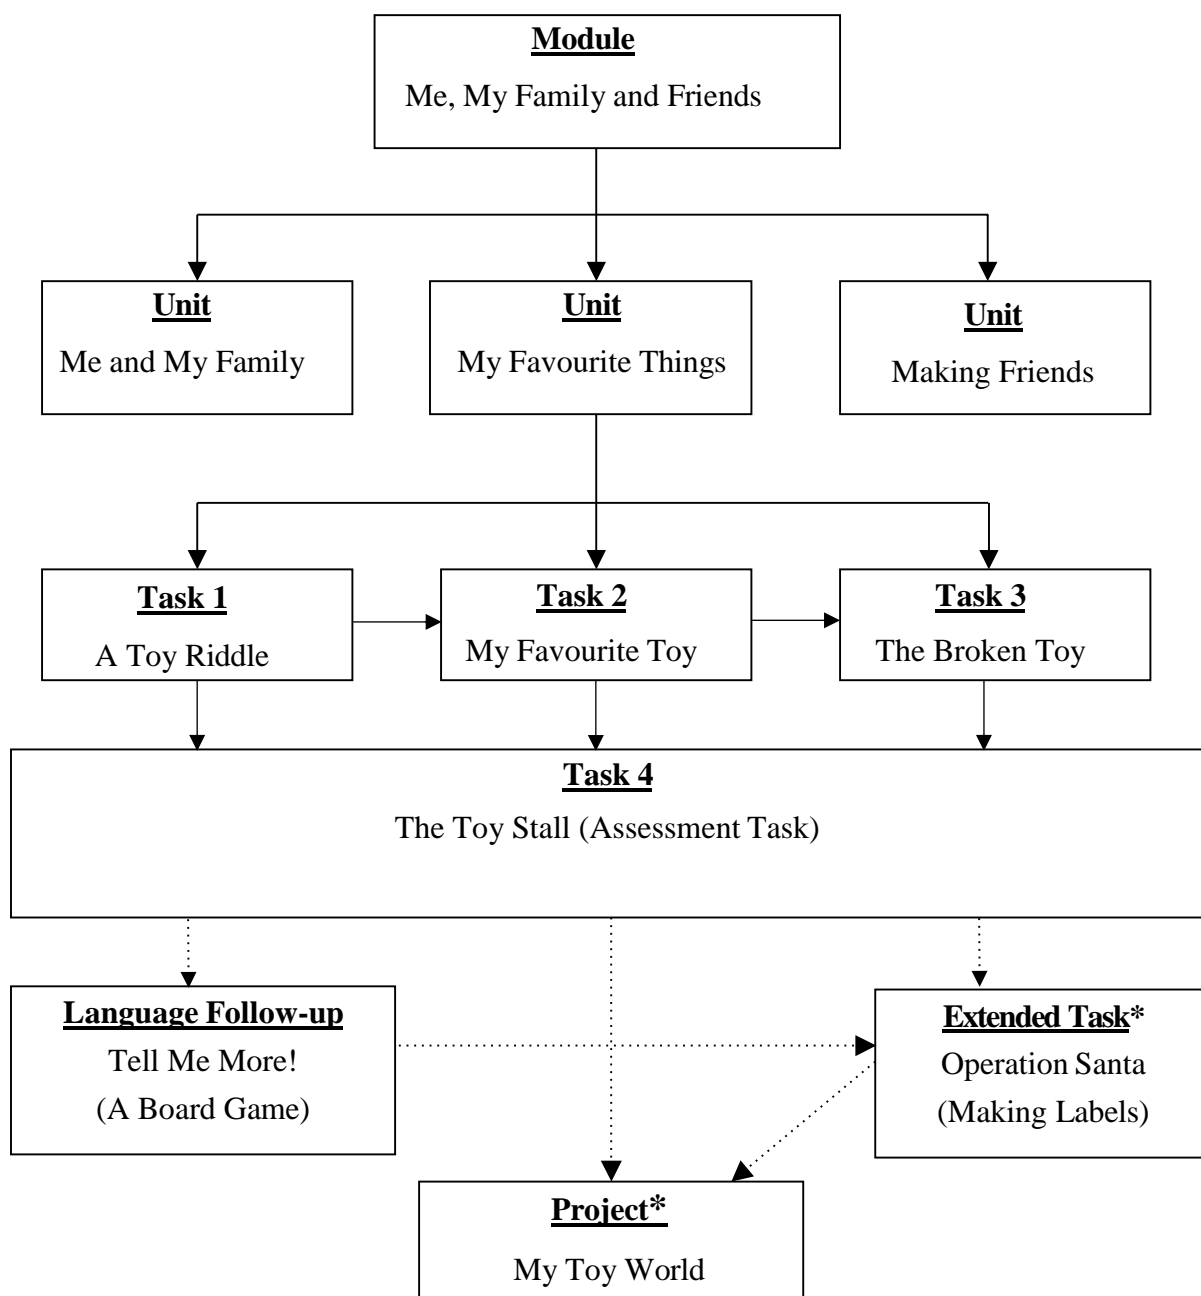 Module
Me, My Family and Friends
Unit
Me and My Family
Unit
My Favourite Things
Unit
Making Friends
Task 1
A Toy Riddle
Task 2
My Favourite Toy
Task 3
The Broken Toy
Task 4
The Toy Stall (Assessment Task)
Language Follow-up
Tell Me More!
(A Board Game)
Extended Task*
Operation Santa
(Making Labels)
Project*
My Toy World